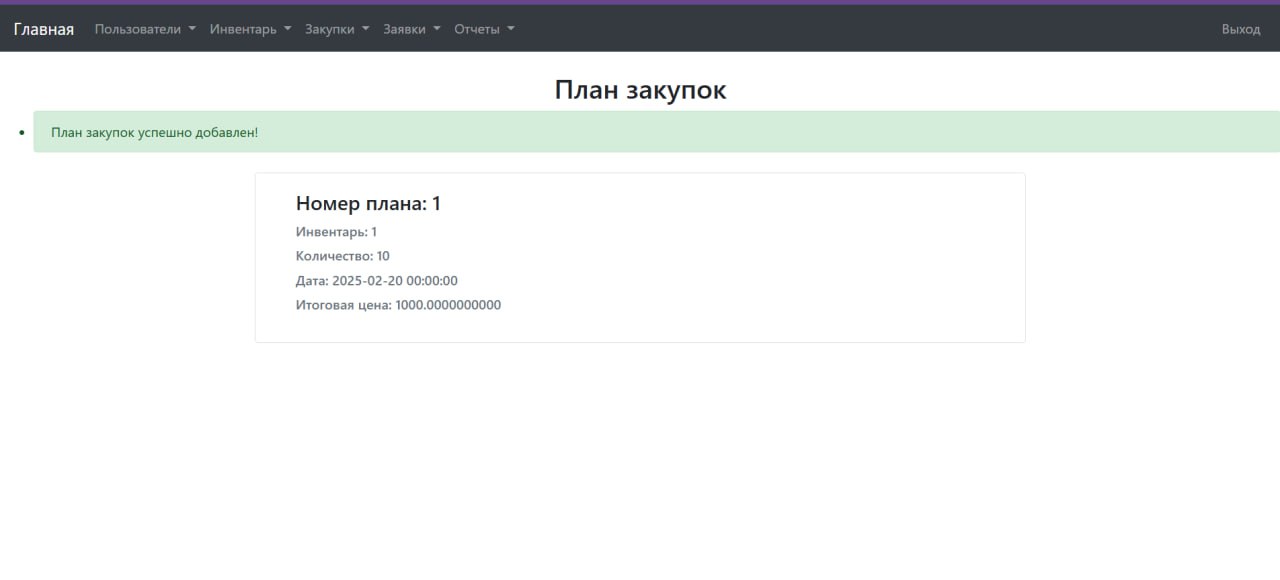 Главная Пользователи Инвентарь Закупки Заявки Отчеты Выход
План закупок
План закупок успешно добавлен!
Номер плана: 1
Инвентарь: 1
Количество: 10
Дата: 2025-02-20 00:00:00
Итоговая цена: 1000.0000000000